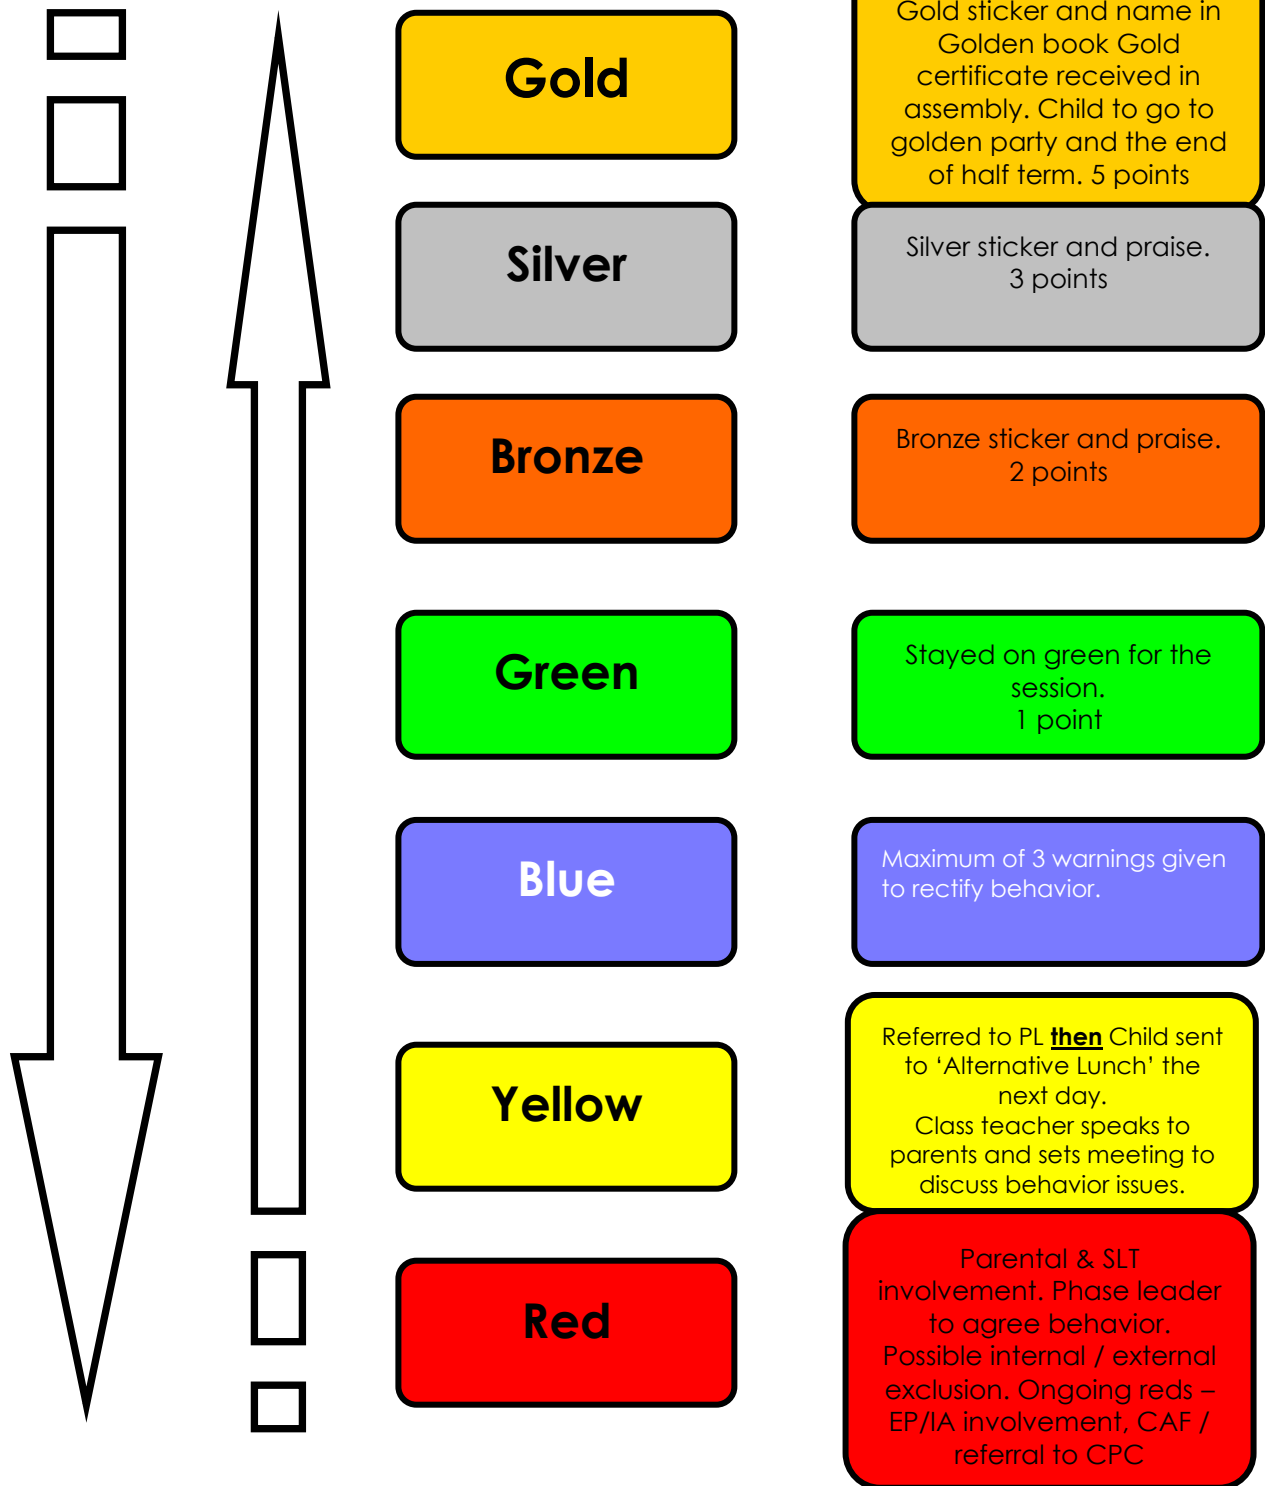 Gold
Gold sticker and name in
Golden book Gold
certificate received in
assembly. Child to go to
golden party and the end
of half term. 5 points
Silver
Silver sticker and praise.
3 points
Bronze
Bronze sticker and praise.
2 points
Green
Stayed on green for the
session.
1 point
Blue
Maximum of 3 warnings given
to rectify behavior.
Yellow
Referred to PL then Child sent
to ‘Alternative Lunch’ the
next day.
Class teacher speaks to
parents and sets meeting to
discuss behavior issues.
Red
Parental & SLT
involvement. Phase leader
to agree behavior.
Possible internal / external
exclusion. Ongoing reds –
EP/IA involvement, CAF /
referral to CPC